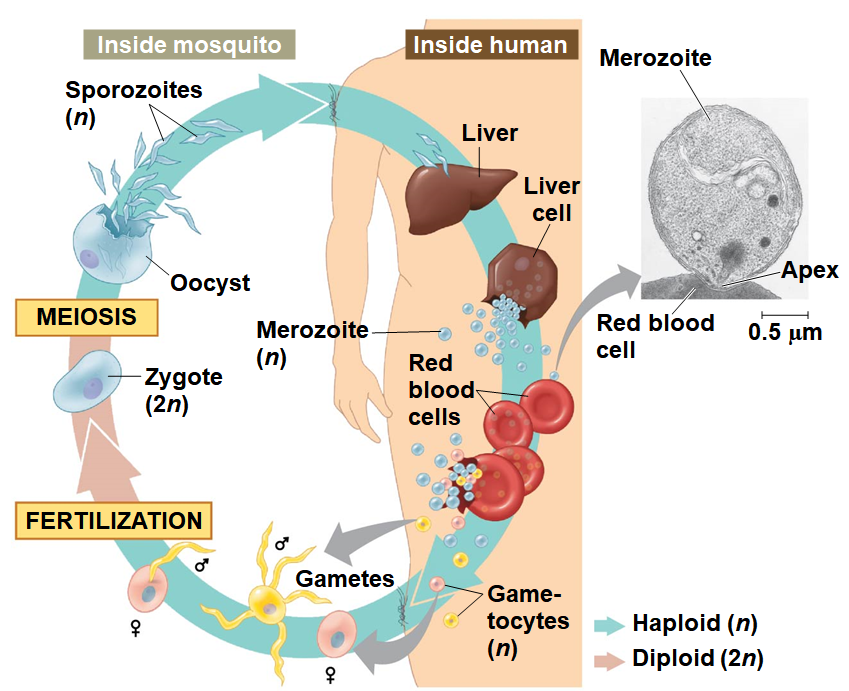 Inside mosquito
Inside human
Merozoite
Sporozoites
(n)
Liver
Liver
cell
Apex
Oocyst
MEIOSIS
Merozoite
(n)
Red blood
cell
0.5 μm
Zygote
(2n)
Red
blood
cells
FERTILIZATION
♂
♂
Gametes
Game-
tocytes
(n)
♀
♀
Haploid (n)
Diploid (2n)